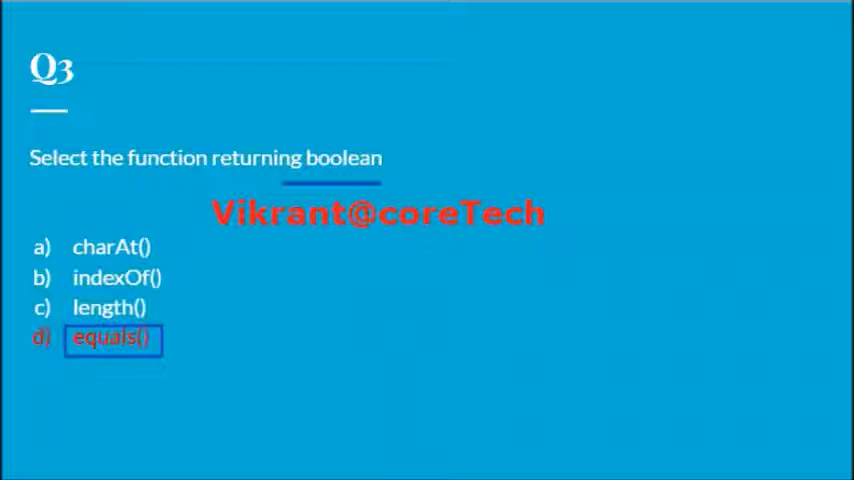 Q3
Select the function returning boolean
Vikrant@coreTech
a) charAt()
b) indexOf()
c) length()
d) equals()